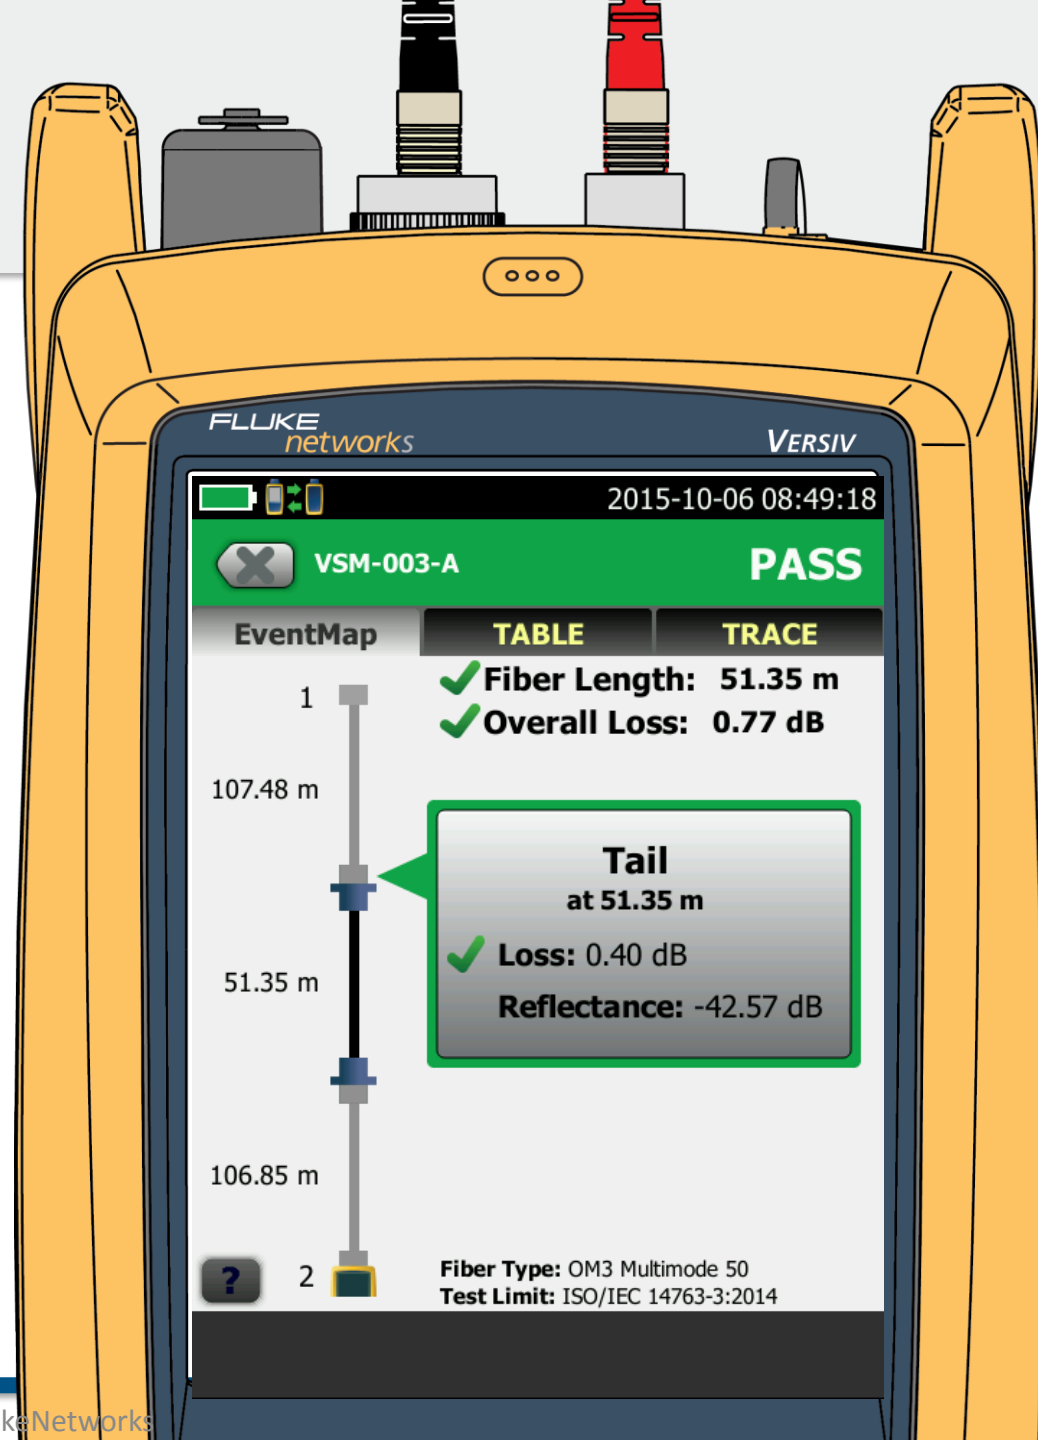 FLUKE
networks
VERSIV
2015-10-06 08:49:18
VSM-003-A
PASS
EventMap
TABLE
TRACE
Fiber Length: 51.35 m
Overall Loss: 0.77 dB
1
107.48 m
Tail
at 51.35 m
Loss: 0.40 dB
Reflectance: -42.57 dB
51.35 m
106.85 m
?
2
Fiber Type: OM3 Multimode 50
Test Limit: ISO/IEC 14763-3:2014
keNetworks